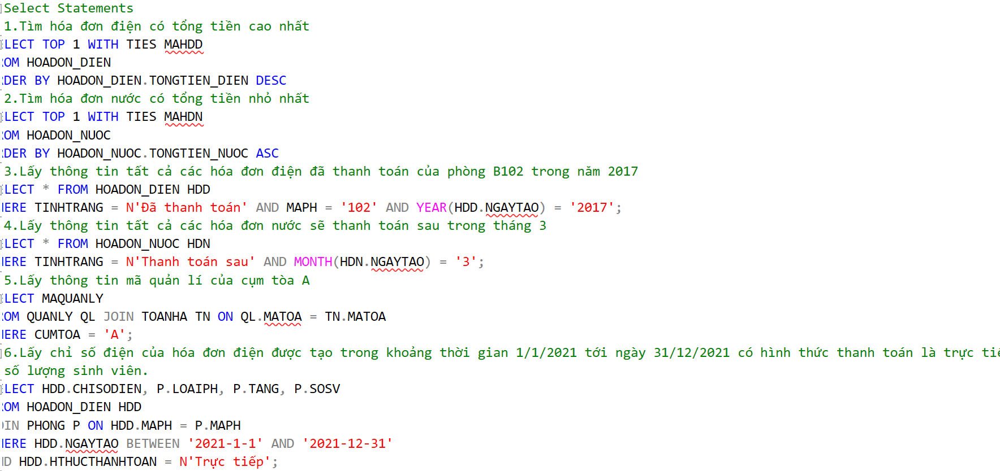 Select Statements
1.Tìm hóa đơn điện có tổng tiền cao nhất
LECT TOP 1 WITH TIES MAHDD
OM HOADON_DIEN
DER BY HOADON_DIEN.TONGTIEN_DIEN DESC
2.Tìm hóa đơn nước có tổng tiền nhỏ nhất
LECT TOP 1 WITH TIES MAHDN
OM HOADON_NUOC
DER BY HOADON_NUOC.TONGTIEN_NUOC ASC
3.Lấy thông tin tất cả các hóa đơn điện đã thanh toán của phòng B102 trong năm 2017
LECT * FROM HOADON_DIEN HDD
ERE TINHTRANG = N'Đã thanh toán' AND MAPH = '102' AND YEAR(HDD.NGAYTAO) = '2017';
4.Lấy thông tin tất cả các hóa đơn nước sẽ thanh toán sau trong tháng 3
LECT * FROM HOADON_NUOC HDN
ERE TINHTRANG = N'Thanh toán sau' AND MONTH(HDN.NGAYTAO) = '3';
5.Lấy thông tin mã quản lí của cụm tòa A
LECT MAQUANLY
OM QUANLY QL JOIN TOANHA TN ON QL.MATOA = TN.MATOA
ERE CUMTOA = 'A';
6.Lấy chỉ số điện của hóa đơn điện được tạo trong khoảng thời gian 1/1/2021 tới ngày 31/12/2021 có hình thức thanh toán là trực tiế
số lượng sinh viên.
LECT HDD.CHISODIEN, P.LOAIPH, P.TANG, P.SOSV
OM HOADON_DIEN HDD
IN PHONG P ON HDD.MAPH = P.MAPH
ERE HDD.NGAYTAO BETWEEN '2021-1-1' AND '2021-12-31'
D HDD.HTHUCTHANHTOAN = N'Trực tiếp';